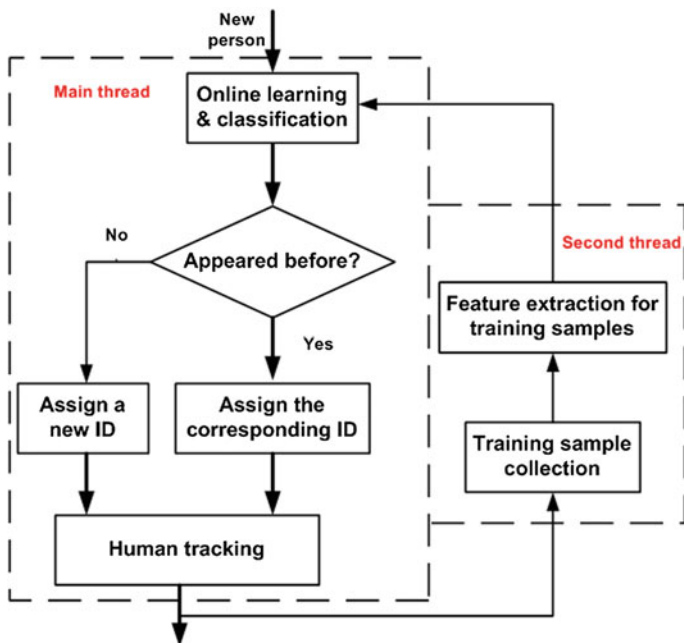 New
person
Main thread
Online learning
& classification
No
Appeared before?
Second thread
Feature extraction for
training samples
Yes
Assign a
new ID
Assign the
corresponding ID
Training sample
collection
Human tracking